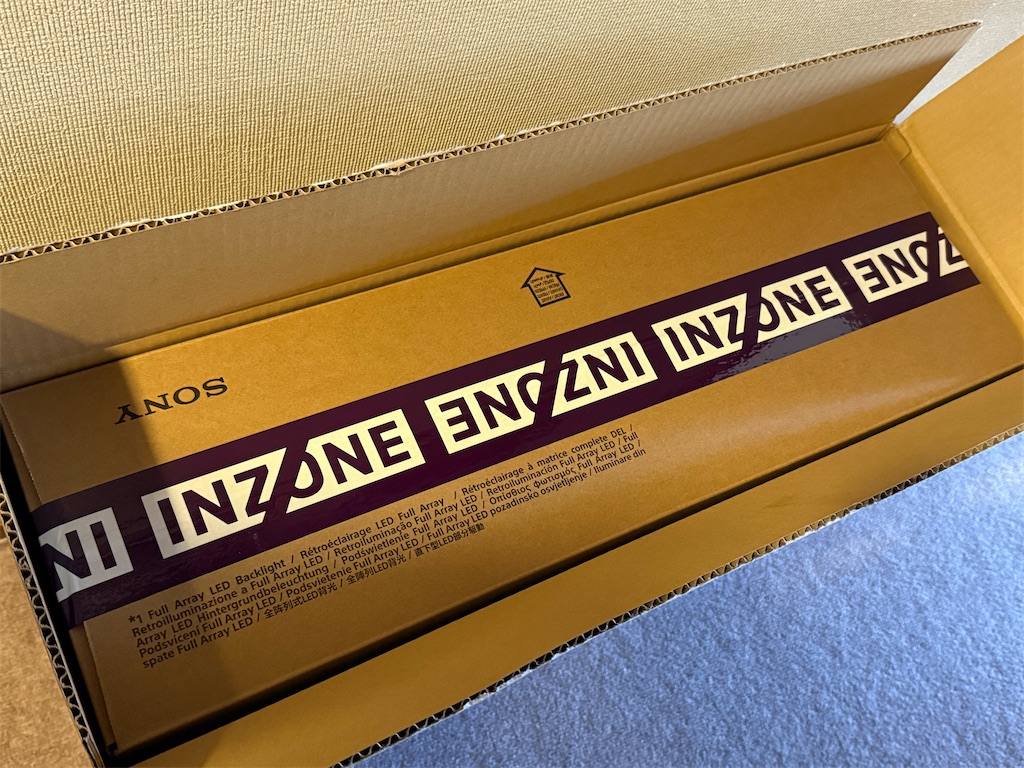 SONY
IN
INZONE
INZONE
INZONE
ZONE
*1 Full Array LED Backlight / Rétroéclairage LED Full Array / Rétroéclairage à matrice complete DEL /
Retroilluminazione a Full Array LED / Retroiluminação Full Array LED / Retroiluminación Full Array LED / Full
Array LED Hintergrundbeleuchtung / Podświetlenie Full Array LED / Οπίσθιος φωτισμός Full Array LED /
Podsvícení Full Array LED / Podsvietenie Full Array LED / Full Array LED pozadinsko osvjetljenje / Iluminare din
spate Full Array LED / 全阵列式LED背光 / 全陣列LED背光 / 直下型LED部分駆動